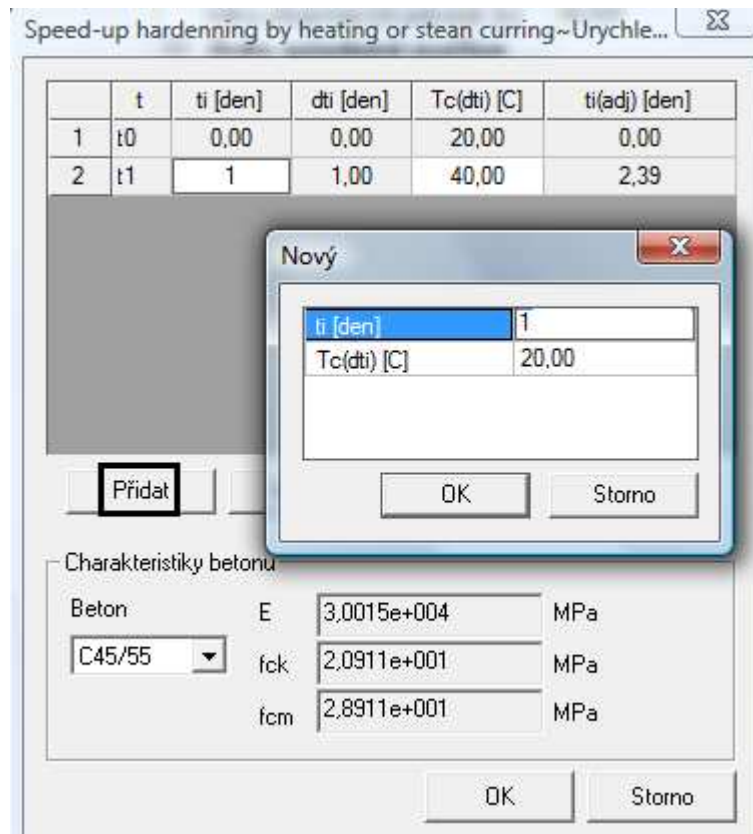 Speed-up hardenning by heating or stean curring~Urychle...
t ti [den] dti [den] Tc(dti) [C] ti(adj) [den]
1 t0 0,00 0,00 20,00 0,00
2 t1 1 1,00 40,00 2,39
Nový
ti [den] 1
Tc(dti) [C] 20,00
OK Storno
Přidat
Charakteristiky betonu
Beton E 3,0015e+004 MPa
C45/55 fck 2,0911e+001 MPa
fcm 2,8911e+001 MPa
OK Storno